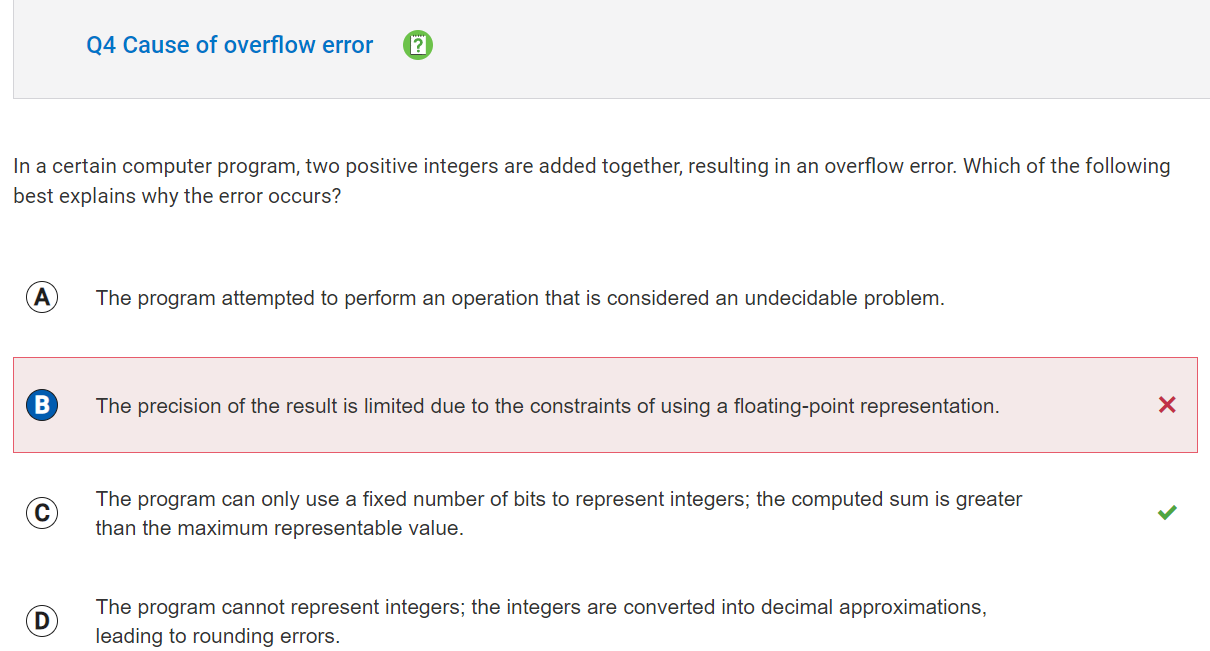 Q4 Cause of overflow error
In a certain computer program, two positive integers are added together, resulting in an overflow error. Which of the following
best explains why the error occurs?
A The program attempted to perform an operation that is considered an undecidable problem.
B The precision of the result is limited due to the constraints of using a floating-point representation.
C The program can only use a fixed number of bits to represent integers; the computed sum is greater
than the maximum representable value.
D The program cannot represent integers; the integers are converted into decimal approximations,
leading to rounding errors.